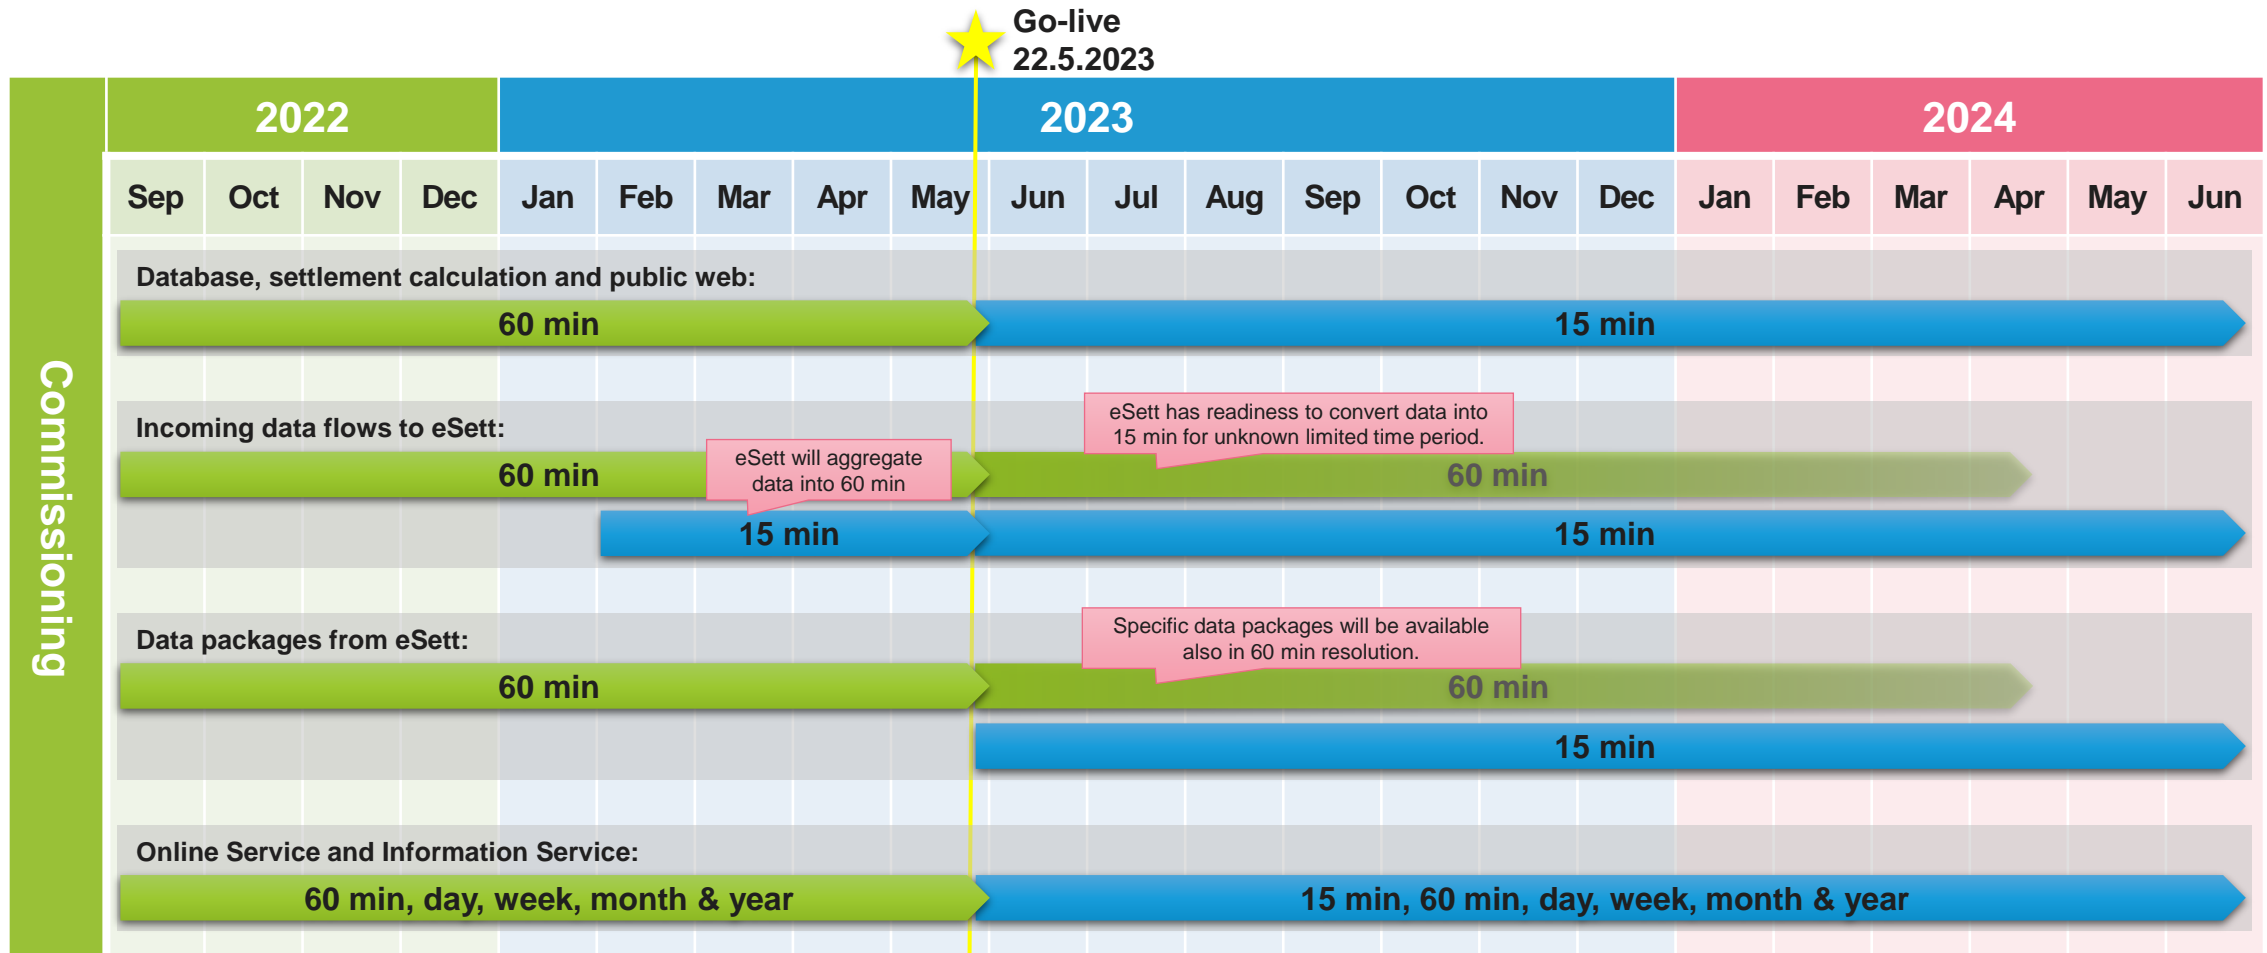 Go-live
22.5.2023
2022
2023
2024
Sep Oct Nov Dec Jan Feb Mar Apr May Jun Jul Aug Sep Oct Nov Dec Jan Feb Mar Apr May Jun
Commissioning
Database, settlement calculation and public web:
60 min
15 min
Incoming data flows to eSett:
eSett has readiness to convert data into
15 min for unknown limited time period.
eSett will aggregate
data into 60 min
60 min
60 min
15 min
15 min
Data packages from eSett:
Specific data packages will be available
also in 60 min resolution.
60 min
60 min
15 min
Online Service and Information Service:
60 min, day, week, month & year
15 min, 60 min, day, week, month & year